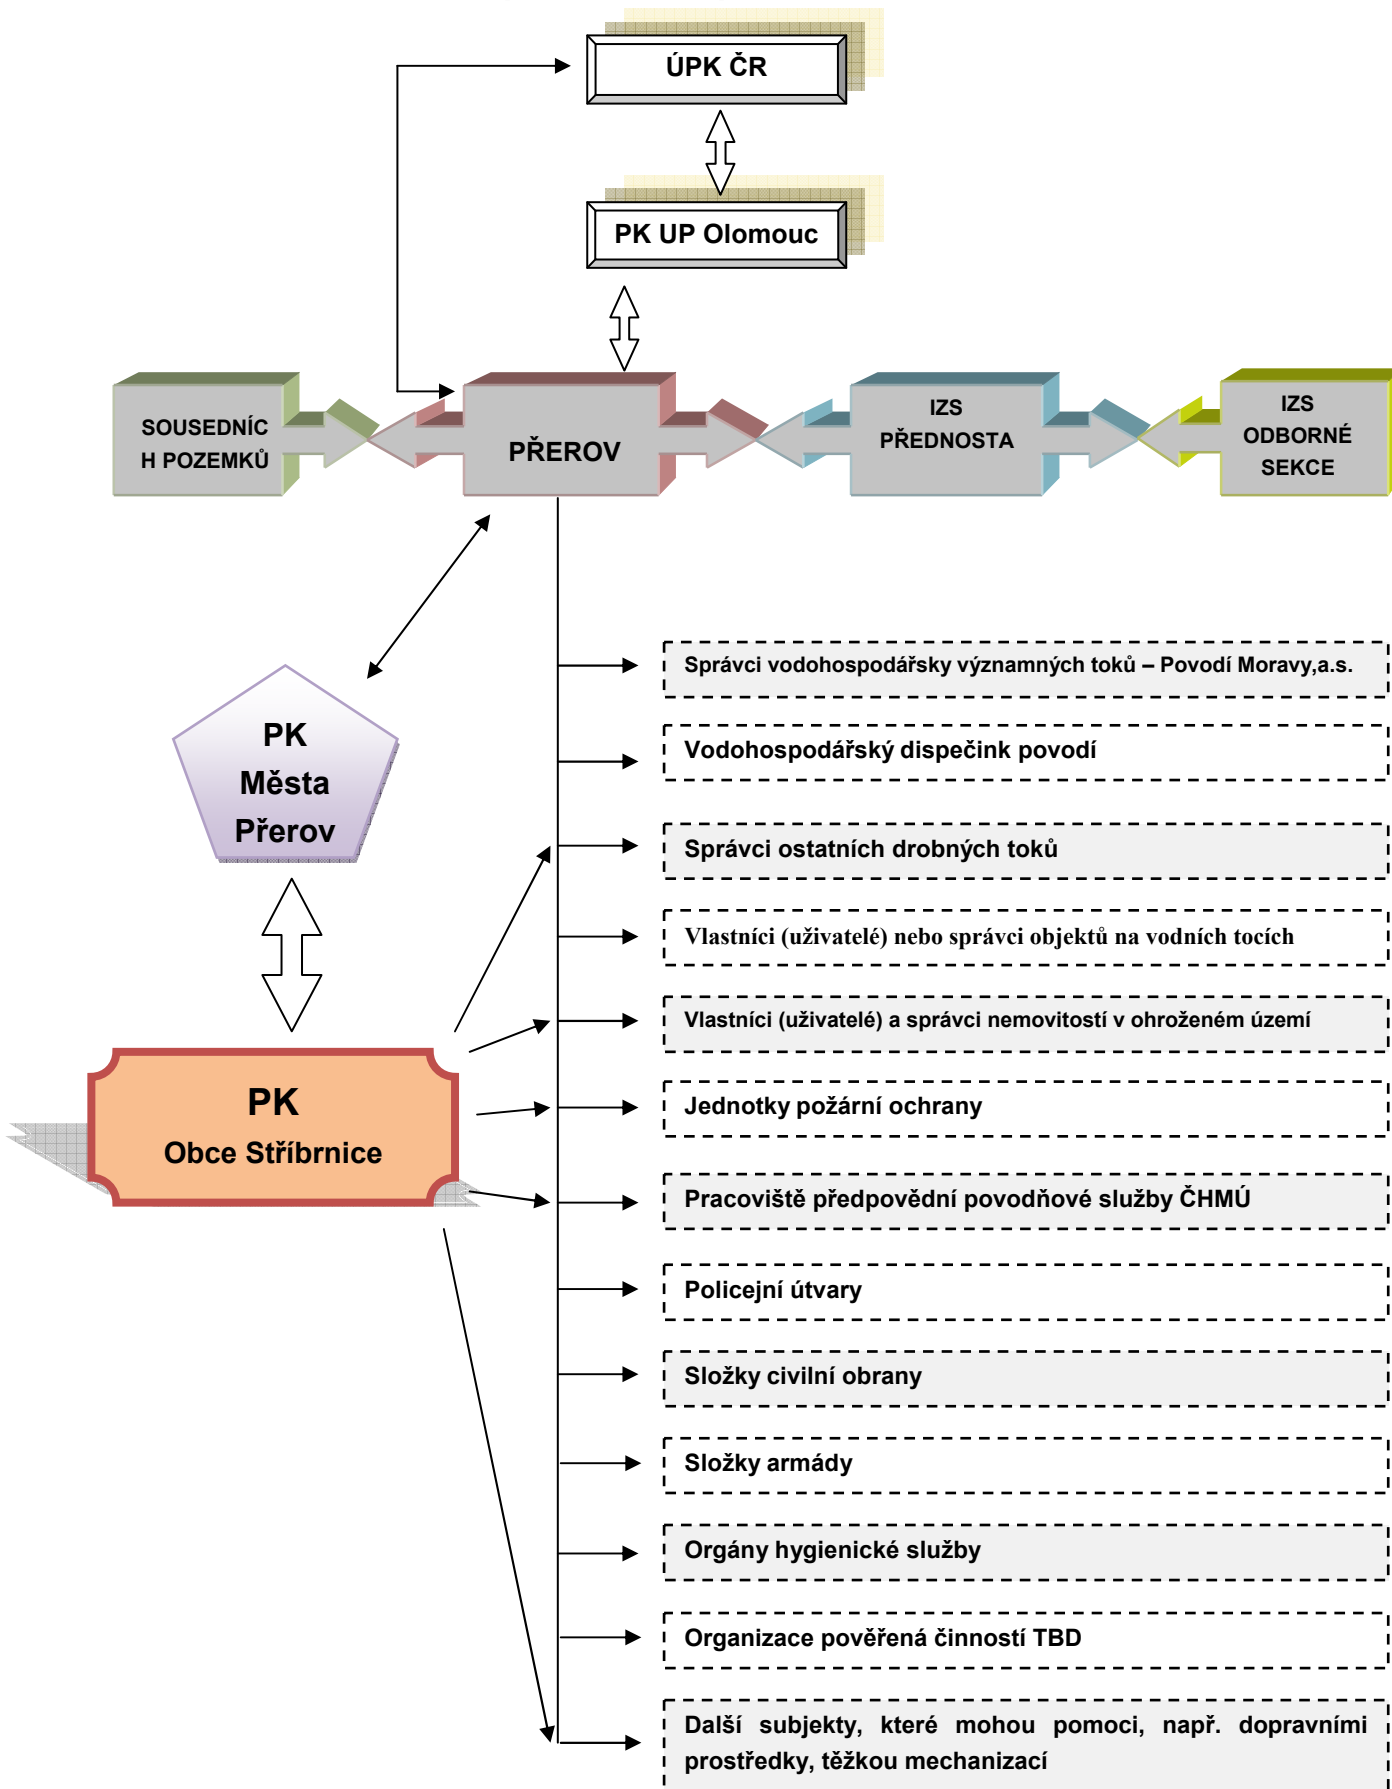 ÚPK ČR
PK UP Olomouc
SOUSEDNÍC
H POZEMKŮ
PŘEROV
IZS
PŘEDNOSTA
IZS
ODBORNÉ
SEKCE
PK
Města
Přerov
PK
Obce Stříbrnice
Správci vodohospodářsky významných toků – Povodí Moravy,a.s.
Vodohospodářský dispečink povodí
Správci ostatních drobných toků
Vlastníci (uživatelé) nebo správci objektů na vodních tocích
Vlastníci (uživatelé) a správci nemovitostí v ohroženém území
Jednotky požární ochrany
Pracoviště předpovědní povodňové služby ČHMÚ
Policejní útvary
Složky civilní obrany
Složky armády
Orgány hygienické služby
Organizace pověřená činností TBD
Další subjekty, které mohou pomoci, např. dopravními
prostředky, těžkou mechanizací